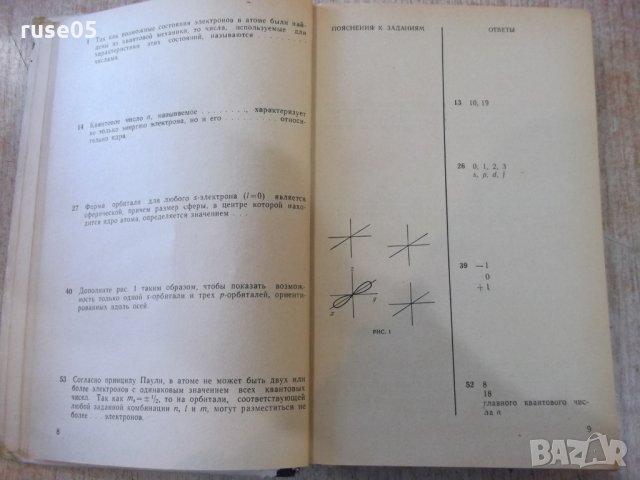 ruse05
1 Так как возможные состояния электронов в атоме были най-
дены из квантовой механики, то числа, используемые для
характеристики этих состояний, называются . . . . . . . .
числами.
14 Квантовое число n, называемое . . . . . . . . , характеризует
не только энергию электрона, но и его . . . . . . . . относи-
тельно ядра.
27 Форма орбитали для любого s-электрона (l=0) является
сферической, причем размер сферы, в центре которой нахо-
дится ядро атома, определяется значением . . .
40 Дополните рис. 1 таким образом, чтобы показать возмож-
ность только одной s-орбитали и трех p-орбиталей, ориенти-
рованных вдоль осей.
53 Согласно принципу Паули, в атоме не может быть двух или
более электронов с одинаковым значением всех квантовых
чисел. Так как ms=±1/2, то на орбитали, соответствующей
любой заданной комбинации n, l и m, могут разместиться не
более . . . электронов.
8
ПОЯСНЕНИЯ К ЗАДАНИЯМ
z
y
x
РИС. 1
ОТВЕТЫ
13 10, 19
26 0, 1, 2, 3
s, p, d, f
39 −1
0
+1
52 8
18
главного квантового чис-
ла n
9
BAZAR
bg